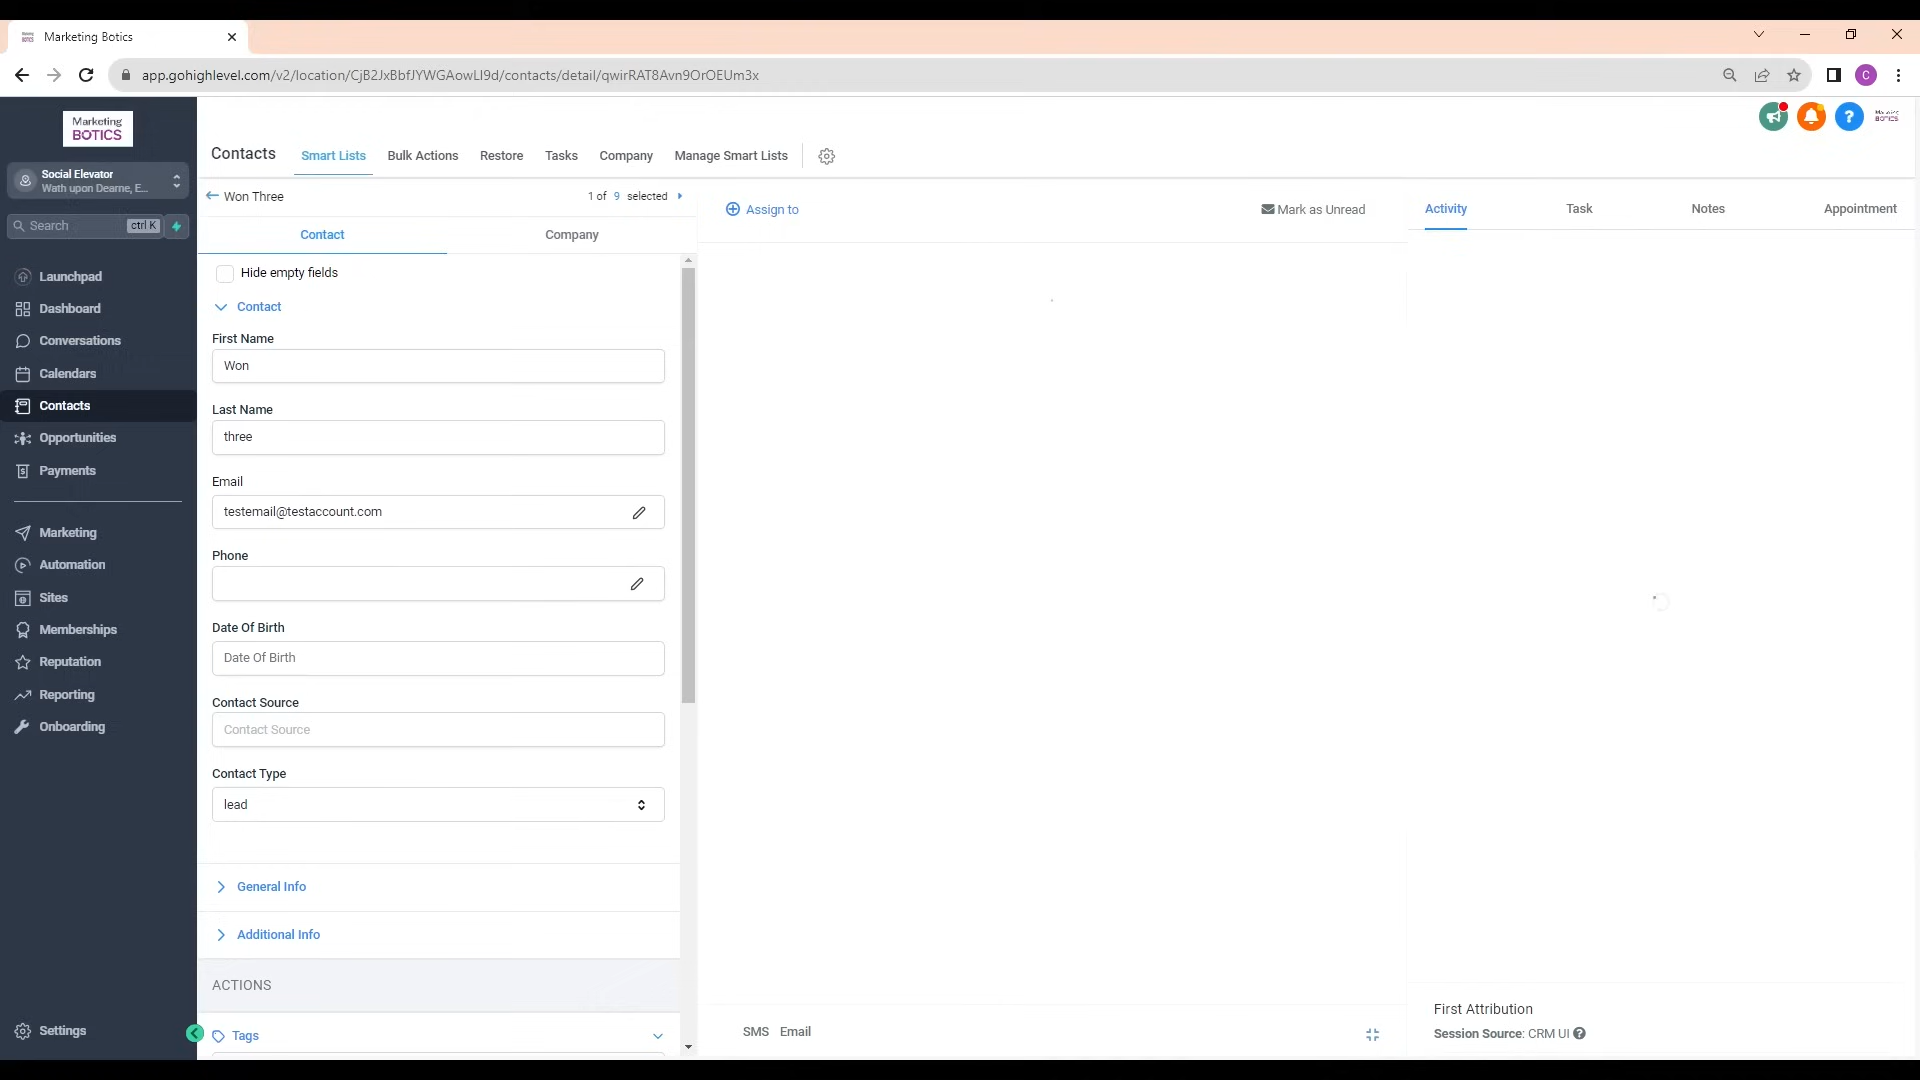 Marketing Botics
app.gohighlevel.com/v2/location/CjB2JxBbfJYWGAowLI9d/contacts/detail/qwirRAT8Avn9OrOEUm3x
C
Marketing
BOTICS
Social Elevator
Wath upon Dearne, E...
Search
ctrl K
Launchpad
Dashboard
Conversations
Calendars
Contacts
Opportunities
Payments
Marketing
Automation
Sites
Memberships
Reputation
Reporting
Onboarding
Settings
Contacts
Smart Lists
Bulk Actions
Restore
Tasks
Company
Manage Smart Lists
Won Three
1 of 9 selected
Contact
Company
Hide empty fields
Contact
First Name
Won
Last Name
three
Email
testemail@testaccount.com
Phone
Date Of Birth
Date Of Birth
Contact Source
Contact Source
Contact Type
lead
General Info
Additional Info
ACTIONS
Tags
Assign to
Mark as Unread
SMS Email
Activity
Task
Notes
Appointment
First Attribution
Session Source: CRM UI